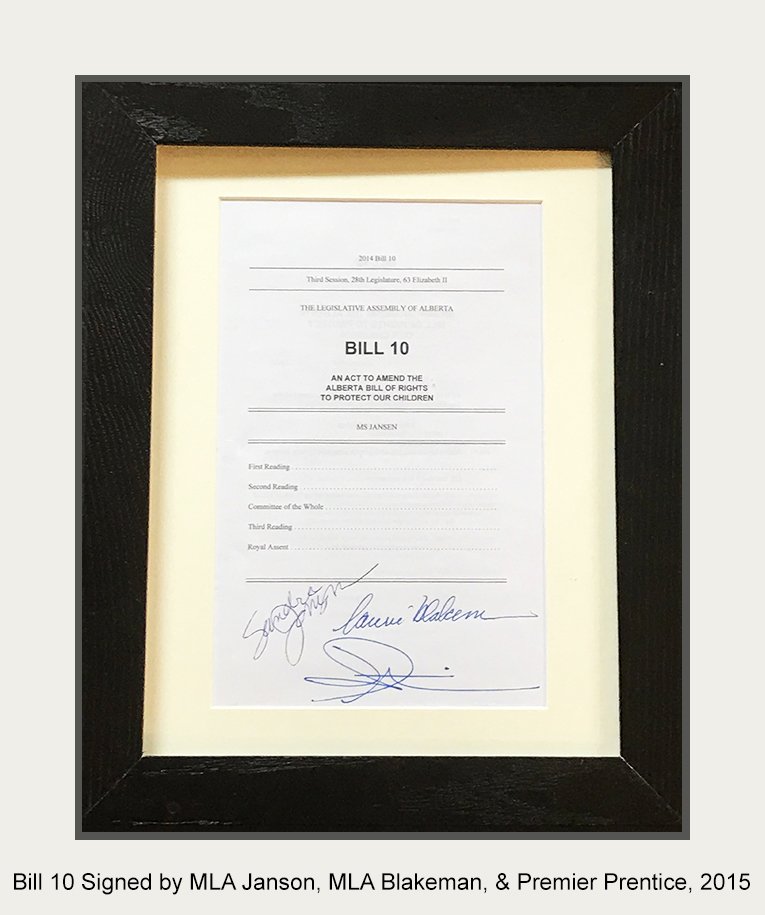 2014 Bill 10
Third Session, 28th Legislature, 63 Elizabeth II
THE LEGISLATIVE ASSEMBLY OF ALBERTA
BILL 10
AN ACT TO AMEND THE
ALBERTA BILL OF RIGHTS
TO PROTECT OUR CHILDREN
MS JANSEN
First Reading
Second Reading
Committee of the Whole
Third Reading
Royal Assent
Sandra Jansen
Laurie Blakeman
Bill 10 Signed by MLA Janson, MLA Blakeman, & Premier Prentice, 2015